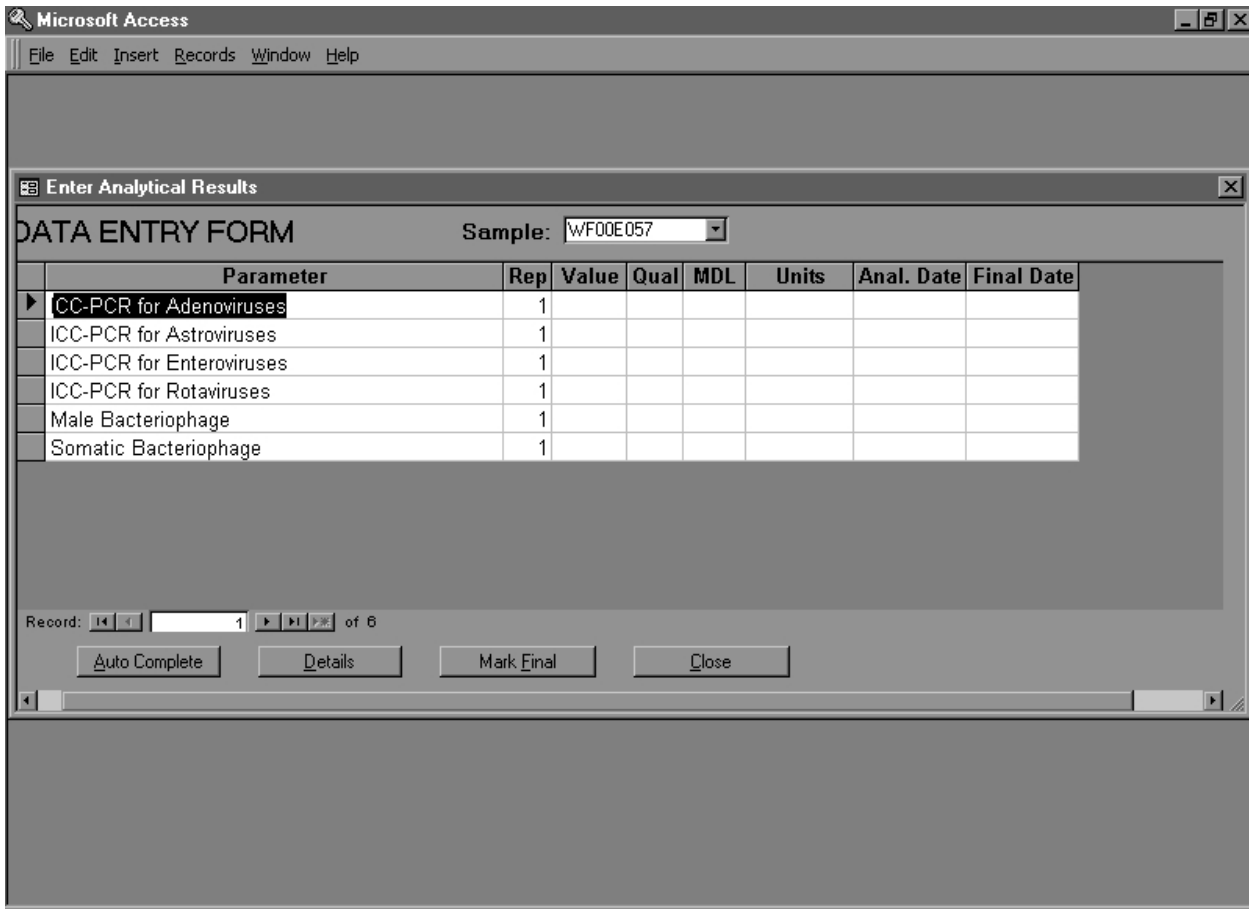 Microsoft Access
File Edit Insert Records Window Help
Enter Analytical Results
DATA ENTRY FORM Sample: WF00E057
Parameter Rep Value Qual MDL Units Anal. Date Final Date
ICC-PCR for Adenoviruses 1
ICC-PCR for Astroviruses 1
ICC-PCR for Enteroviruses 1
ICC-PCR for Rotaviruses 1
Male Bacteriophage 1
Somatic Bacteriophage 1
Record: 1 of 6
Auto Complete Details Mark Final Close